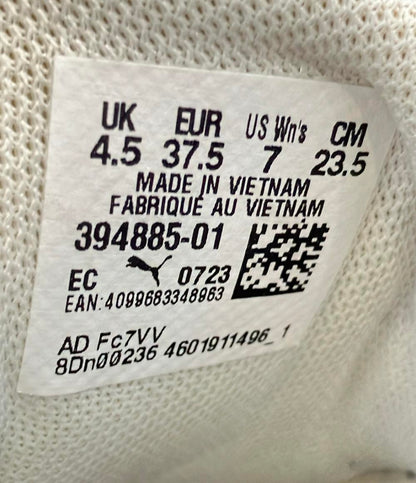 UK EUR US Wn's CM
4.5 37.5 7 23.5
MADE IN VIETNAM
FABRIQUÉ AU VIETNAM
394885-01
EC 0723
EAN:4099683348963
AD Fc7VV
8Dn00236 4601911496_1